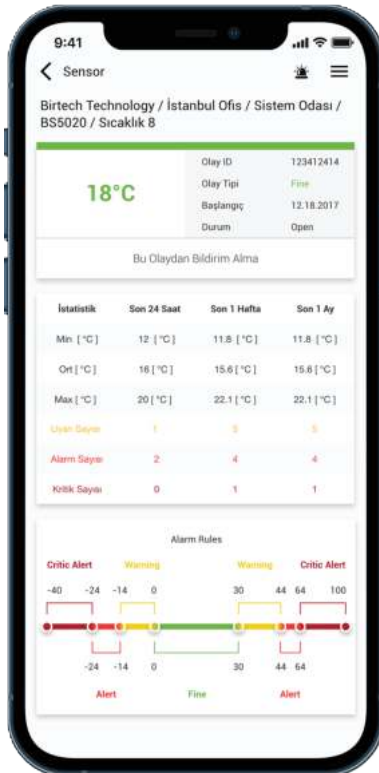 9:41
Sensor
Birtech Technology / İstanbul Ofis / Sistem Odası /
BS5020 / Sıcaklık 8
18°C
Olay ID 123412414
Olay Tipi Fine
Başlangıç 12.18.2017
Durum Open
Bu Olaydan Bildirim Alma
İstatistik Son 24 Saat Son 1 Hafta Son 1 Ay
Min [°C] 12 [°C] 11.8 [°C] 11.8 [°C]
Ort [°C] 16 [°C] 15.6 [°C] 15.6 [°C]
Max [°C] 20 [°C] 22.1 [°C] 22.1 [°C]
Uyarı Sayısı 1 5 5
Alarm Sayısı 2 4 4
Kritik Sayısı 0 1 1
Alarm Rules
Critic Alert Warning Warning Critic Alert
-40 -24 -14 0 30 44 64 100
-24 -14 0 30 44 64
Alert Fine Alert